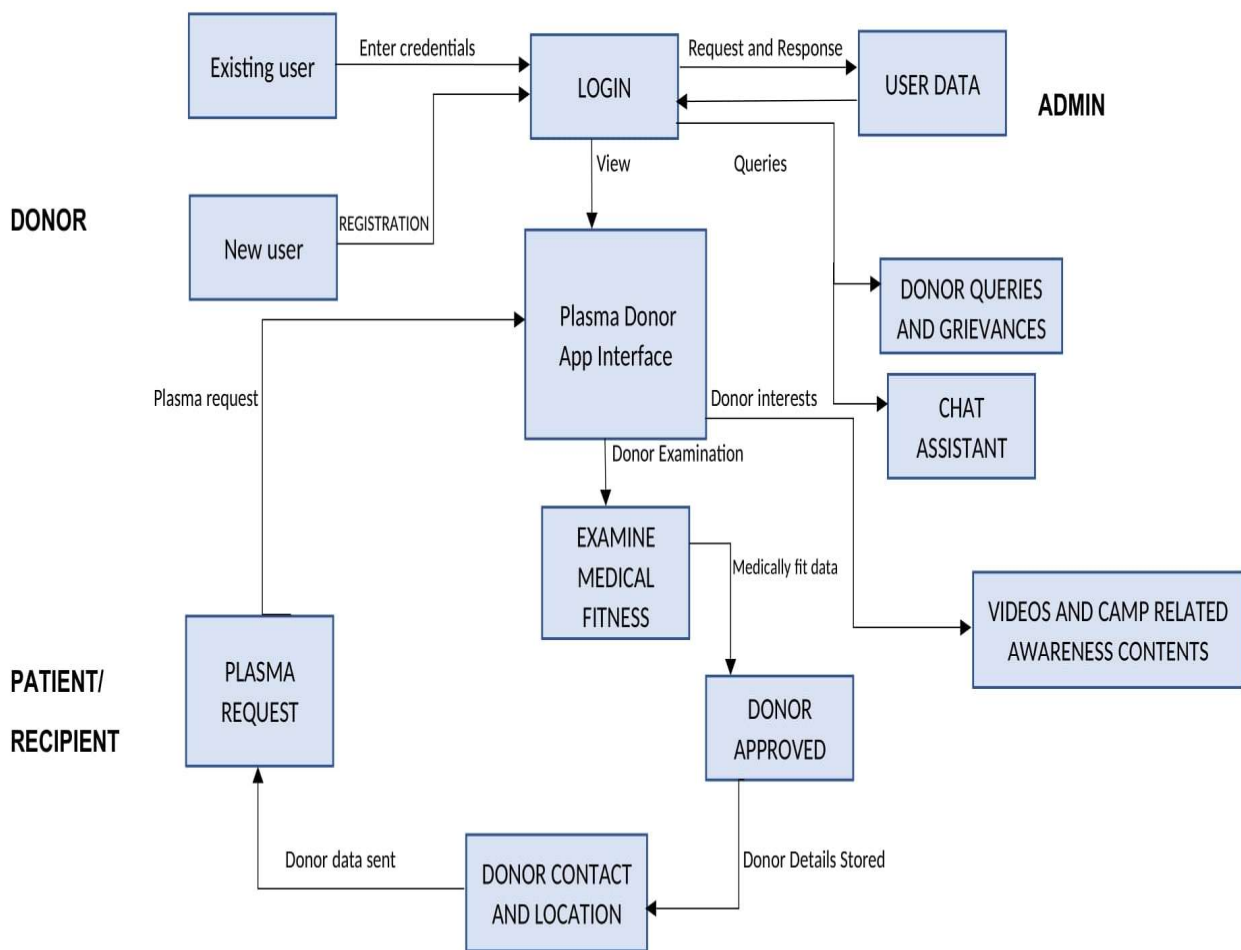 Existing user
Enter credentials
LOGIN
Request and Response
USER DATA
ADMIN
View
Queries
DONOR
New user
REGISTRATION
Plasma Donor
App Interface
DONOR QUERIES
AND GRIEVANCES
Plasma request
Donor interests
CHAT
ASSISTANT
Donor Examination
EXAMINE
MEDICAL
FITNESS
Medically fit data
VIDEOS AND CAMP RELATED
AWARENESS CONTENTS
PATIENT/
RECIPIENT
PLASMA
REQUEST
DONOR
APPROVED
Donor data sent
DONOR CONTACT
AND LOCATION
Donor Details Stored